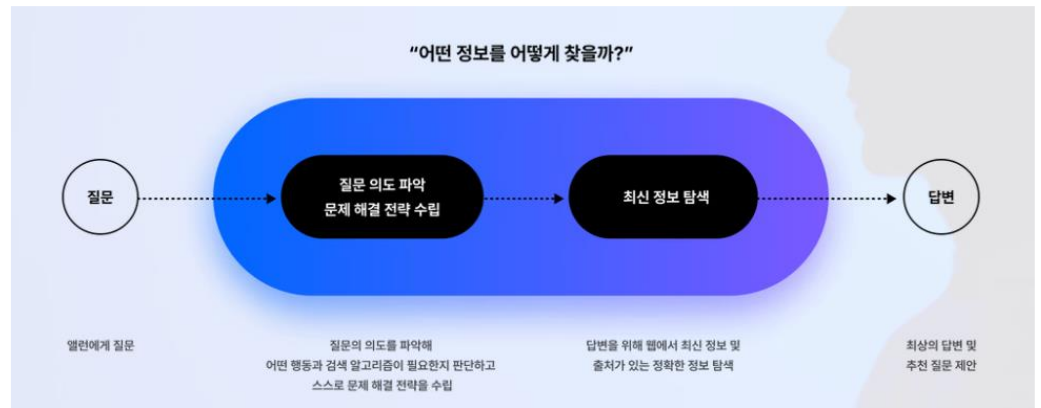 “어떤 정보를 어떻게 찾을까?”
질문
질문 의도 파악
문제 해결 전략 수립
최신 정보 탐색
답변
앨런에게 질문
질문의 의도를 파악해
어떤 행동과 검색 알고리즘이 필요한지 판단하고
스스로 문제 해결 전략을 수립
답변을 위해 웹에서 최신 정보 및
출처가 있는 정확한 정보 탐색
최상의 답변 및
추천 질문 제안